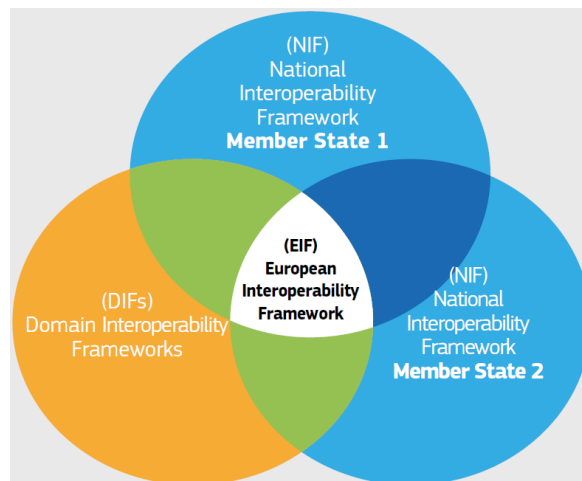 (NIF)
National
Interoperability
Framework
Member State 1
(EIF)
European
Interoperability
Framework
(DIFs)
Domain Interoperability
Frameworks
(NIF)
National
Interoperability
Framework
Member State 2